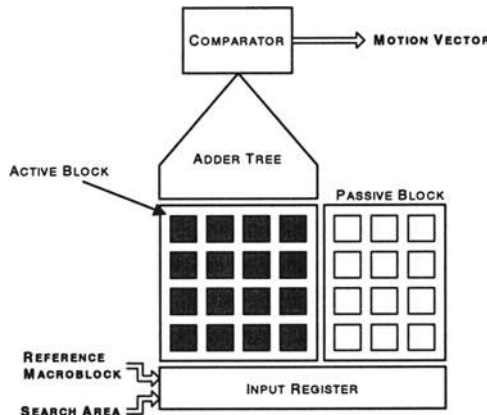 COMPARATOR
MOTION VECTOR
ADDER TREE
ACTIVE BLOCK
PASSIVE BLOCK
REFERENCE
MACROBLOCK
INPUT REGISTER
SEARCH AREA